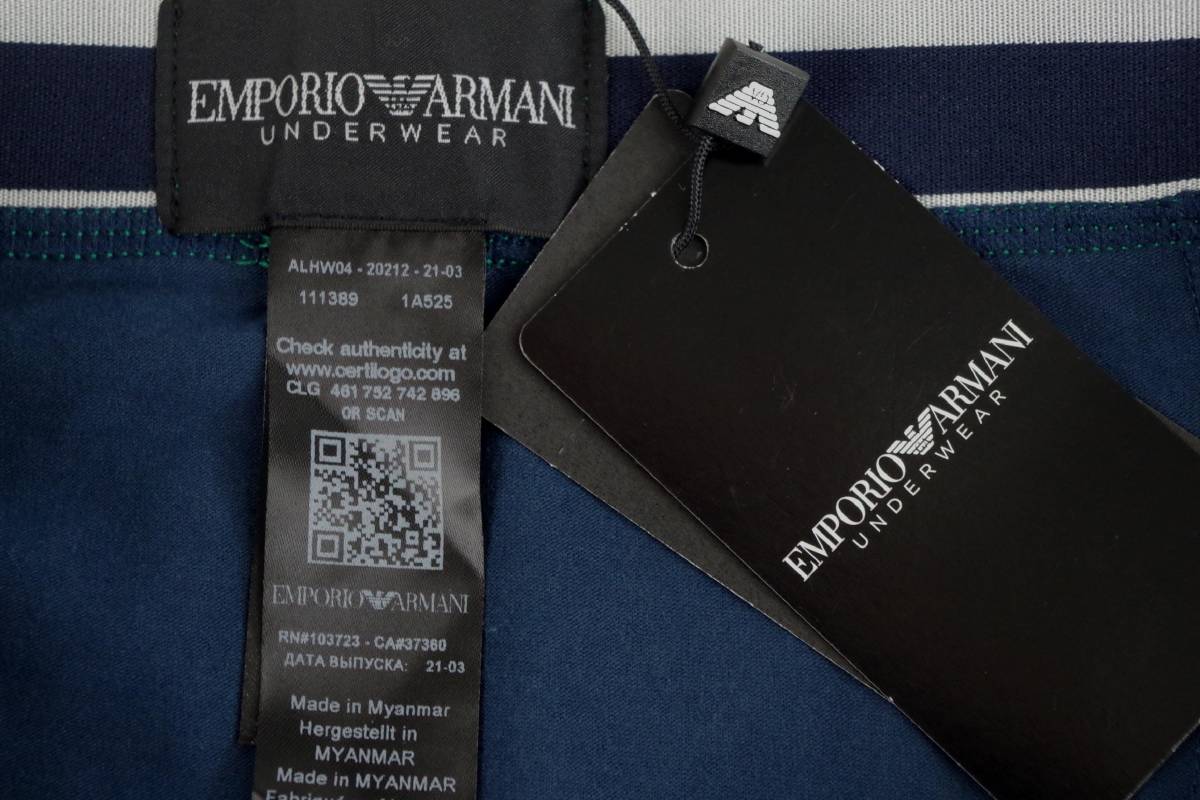 EMPORIO ARMANI
UNDERWEAR
ALHW04 - 20212 - 21-03
111389 1A525
Check authenticity at
www.certilogo.com
CLG 461 752 742 896
OR SCAN
EMPORIO ARMANI
RN#103723 - CA#37360
ДАТА ВЫПУСКА: 21-03
Made in Myanmar
Hergestellt in
MYANMAR
Made in MYANMAR
EMPORIO ARMANI
UNDERWEAR